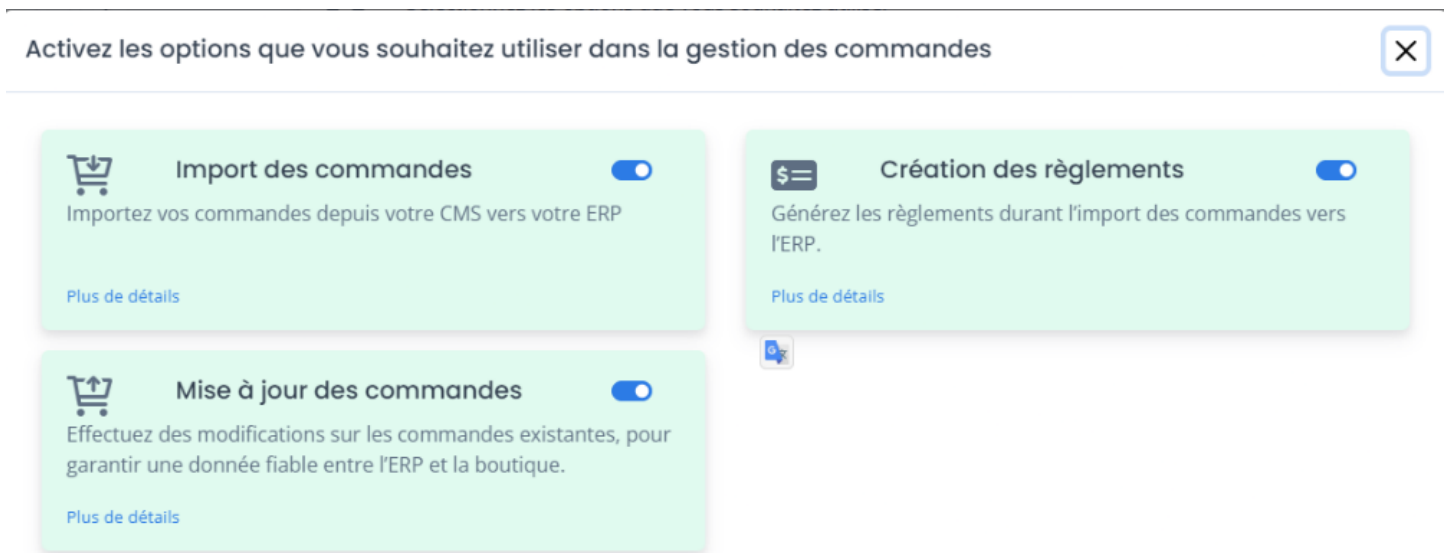 Activez les options que vous souhaitez utiliser dans la gestion des commandes
Import des commandes
Importez vos commandes depuis votre CMS vers votre ERP
Plus de détails
Création des règlements
Générez les règlements durant l'import des commandes vers
l'ERP.
Plus de détails
Mise à jour des commandes
Effectuez des modifications sur les commandes existantes, pour
garantir une donnée fiable entre l'ERP et la boutique.
Plus de détails